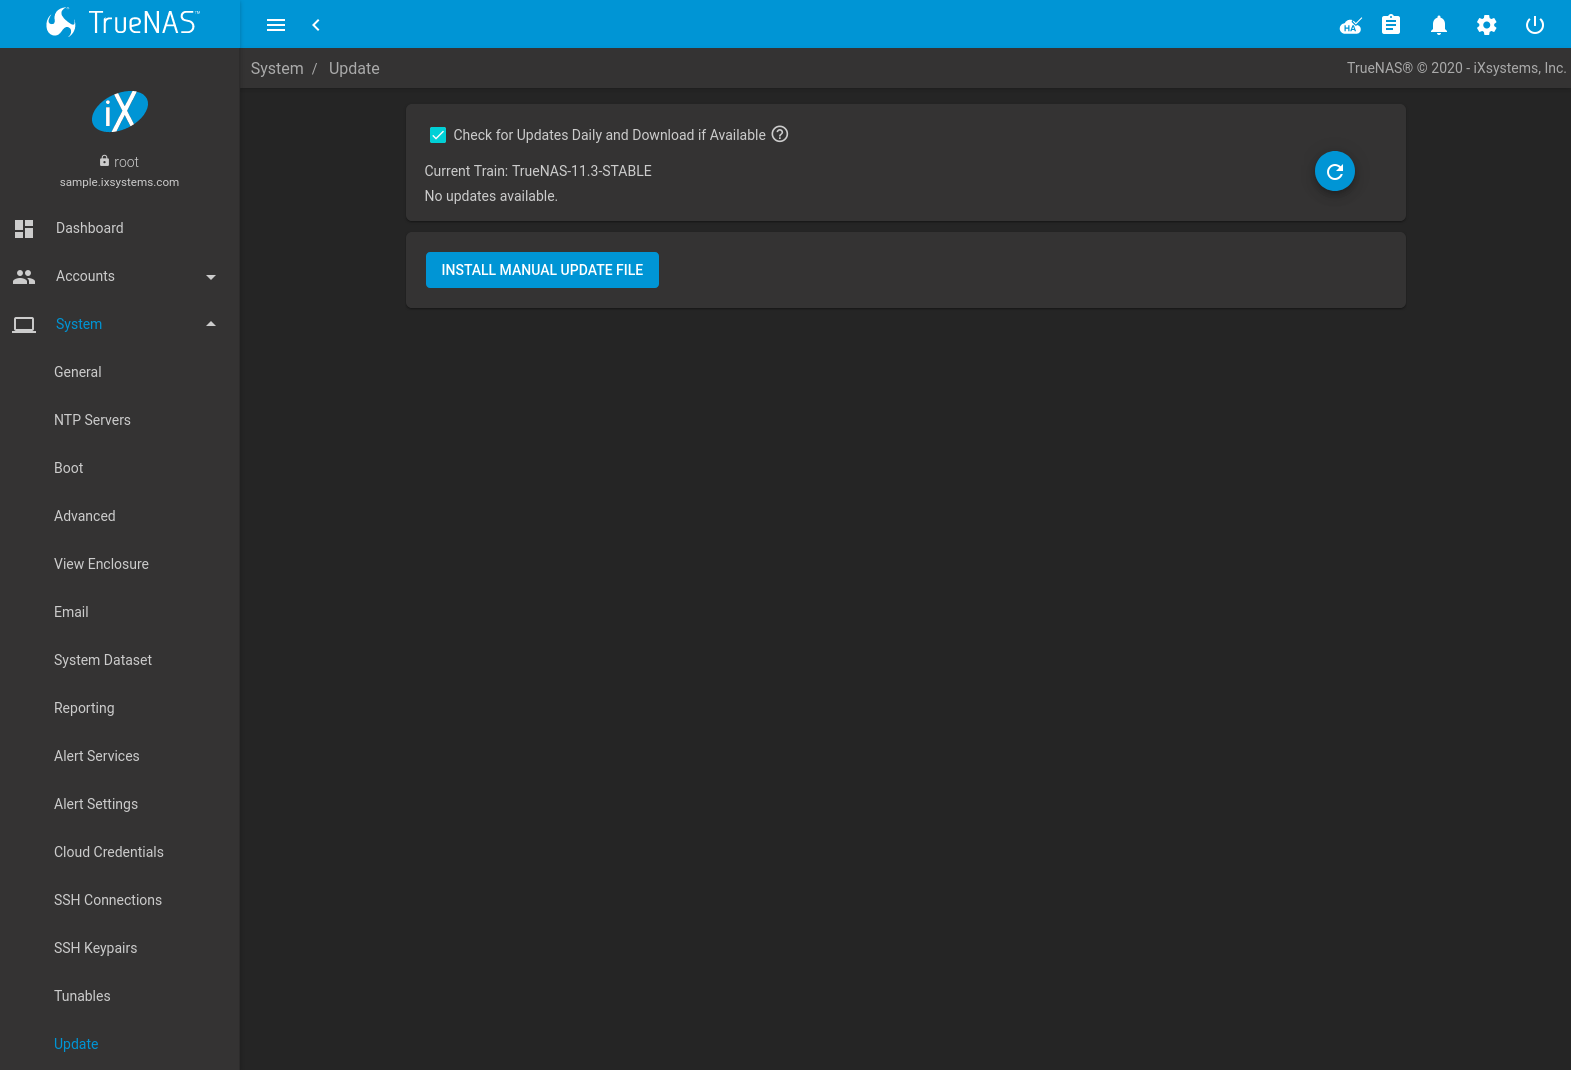 TrueNAS™
HA
System / Update
TrueNAS® © 2020 - iXsystems, Inc.
iX
root
sample.ixsystems.com
Dashboard
Accounts
System
General
NTP Servers
Boot
Advanced
View Enclosure
Email
System Dataset
Reporting
Alert Services
Alert Settings
Cloud Credentials
SSH Connections
SSH Keypairs
Tunables
Update
Check for Updates Daily and Download if Available
Current Train: TrueNAS-11.3-STABLE
No updates available.
INSTALL MANUAL UPDATE FILE